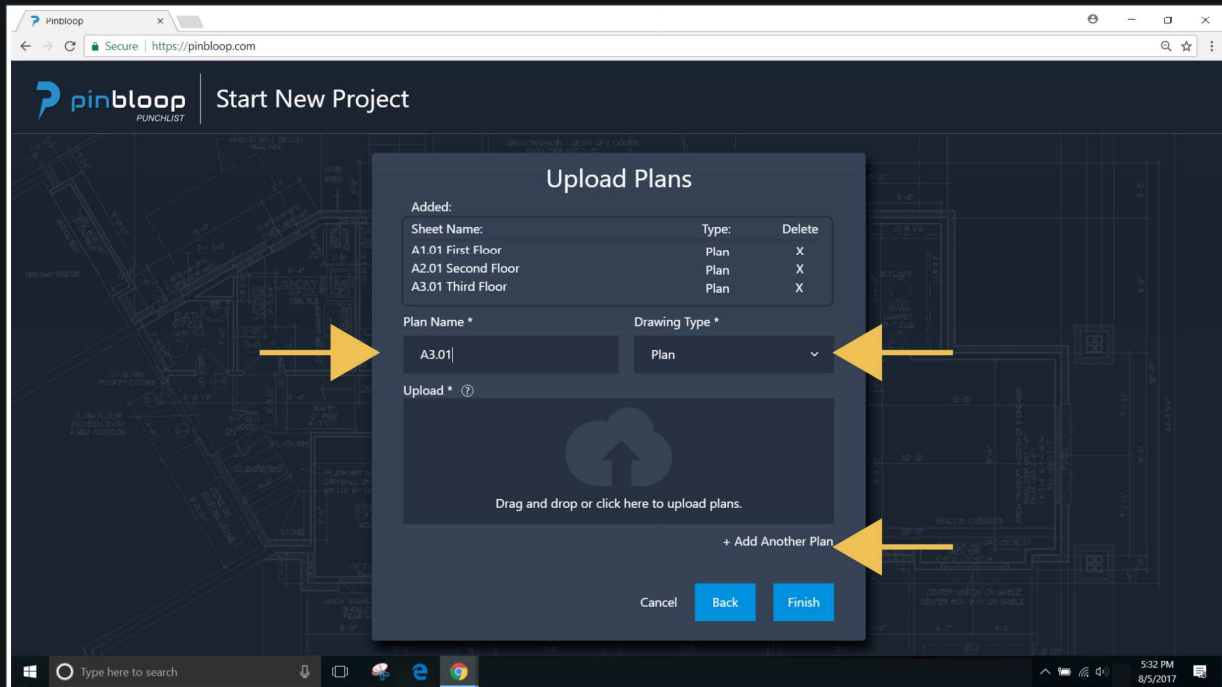 Pinbloop
Secure | https://pinbloop.com
pinbloop
PUNCHLIST
Start New Project
Upload Plans
Added:
Sheet Name: Type: Delete
A1.01 First Floor Plan X
A2.01 Second Floor Plan X
A3.01 Third Floor Plan X
Plan Name * Drawing Type *
A3.01 Plan
Upload * ?
Drag and drop or click here to upload plans.
+ Add Another Plan
Cancel Back Finish
Type here to search
5:32 PM
8/5/2017